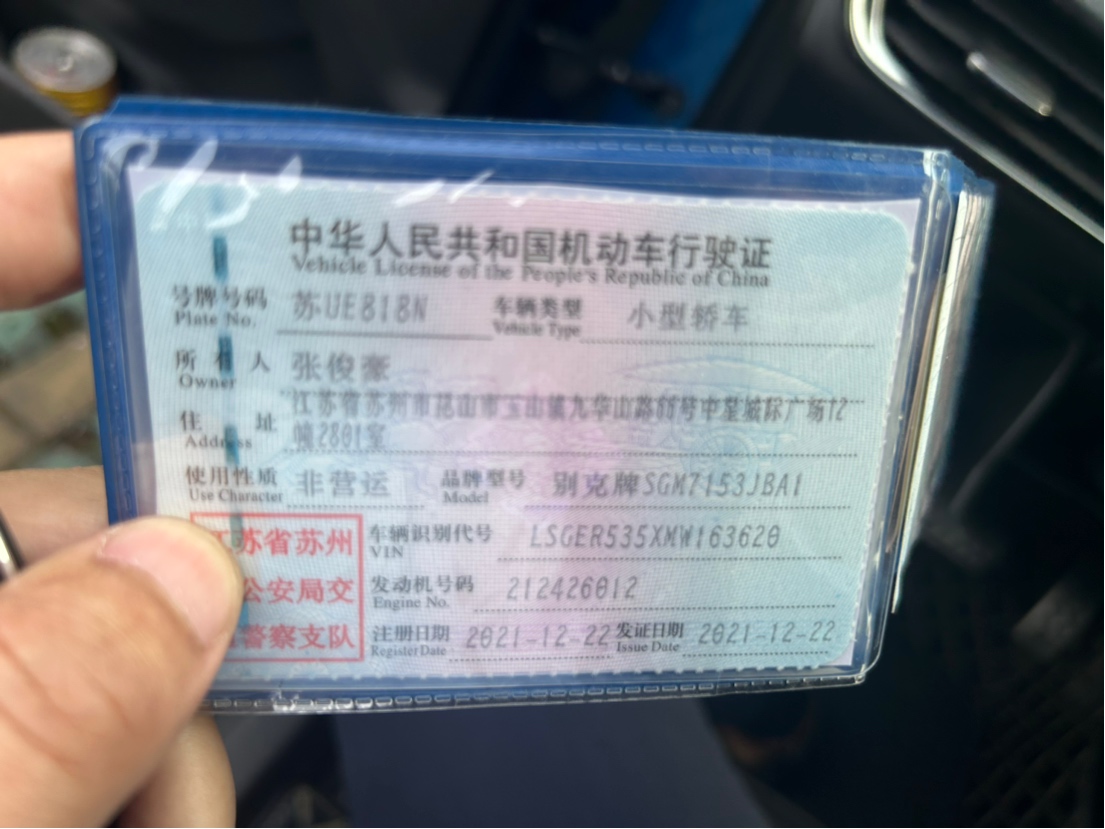 中华人民共和国机动车行驶证
Vehicle License of the People's Republic of China
号牌号码 苏UE818N 车辆类型 小型轿车
Plate No. Vehicle Type
所有人 张俊豪
Owner
住址 江苏省苏州市昆山市玉山镇九华山路66号中星城际广场12
Address 幢2801室
使用性质 非营运 品牌型号 别克牌SGM7153JBA1
Use Character Model
江苏省苏州 车辆识别代号 LSGER535XMW163620
VIN
公安局交 发动机号码 212426012
Engine No.
警察支队 注册日期 2021-12-22 发证日期 2021-12-22
Register Date Issue Date